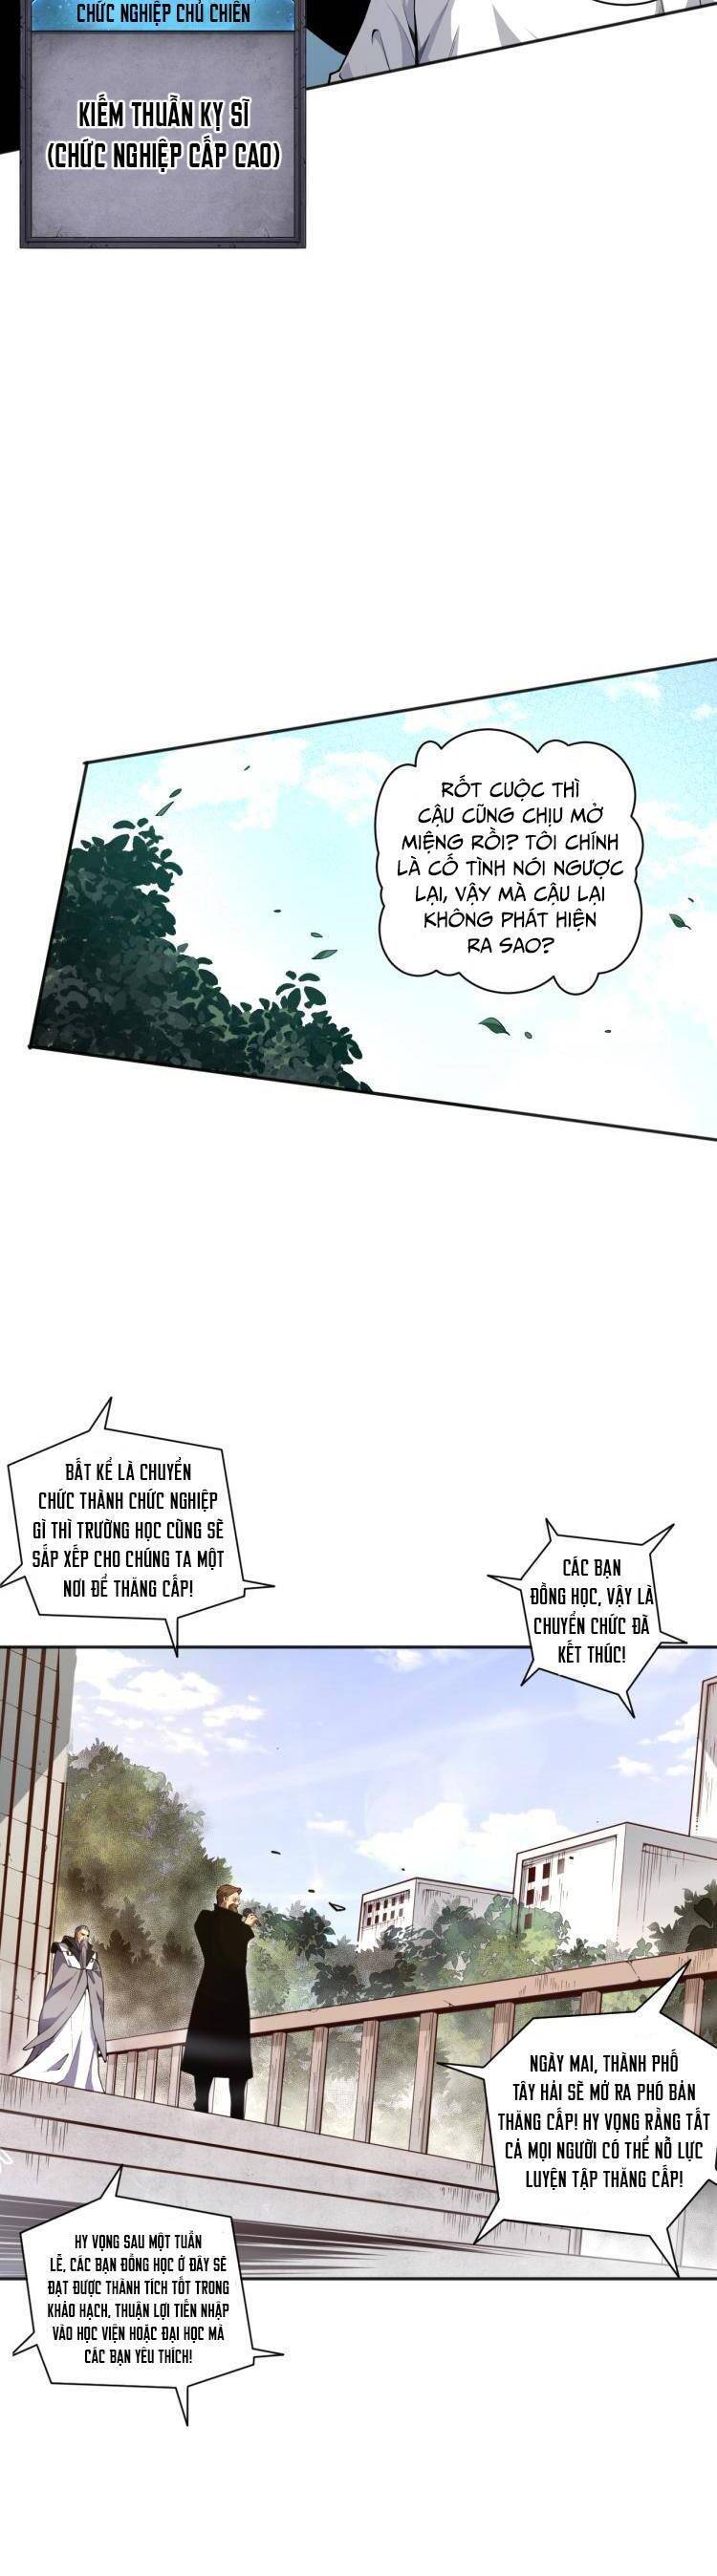 CHỨC NGHIỆP CHỦ CHIẾN
KIẾM THUẪN KỴ SĨ
(CHỨC NGHIỆP CẤP CAO)
RỐT CUỘC THÌ
CẬU CŨNG CHỊU MỞ
MIỆNG RỒI? TÔI CHÍNH
LÀ CỐ TÌNH NÓI NGƯỢC
LẠI, VẬY MÀ CẬU LẠI
KHÔNG PHÁT HIỆN
RA SAO?
BẤT KỂ LÀ CHUYỂN
CHỨC THÀNH CHỨC NGHIỆP
GÌ THÌ TRƯỜNG HỌC CŨNG SẼ
SẮP XẾP CHO CHÚNG TA MỘT
NƠI ĐỂ THĂNG CẤP!
CÁC BẠN
ĐỒNG HỌC, VẬY LÀ
CHUYỂN CHỨC ĐÃ
KẾT THÚC!
NGÀY MAI, THÀNH PHỐ
TÂY HẢI SẼ MỞ RA PHÓ BẢN
THĂNG CẤP! HY VỌNG RẰNG TẤT
CẢ MỌI NGƯỜI CÓ THỂ NỖ LỰC
LUYỆN TẬP THĂNG CẤP!
HY VỌNG SAU MỘT TUẦN
LỄ, CÁC BẠN ĐỒNG HỌC Ở ĐÂY SẼ
ĐẠT ĐƯỢC THÀNH TÍCH TỐT TRONG
KHẢO HẠCH, THUẬN LỢI TIẾN NHẬP
VÀO HỌC VIỆN HOẶC ĐẠI HỌC MÀ
CÁC BẠN YÊU THÍCH!